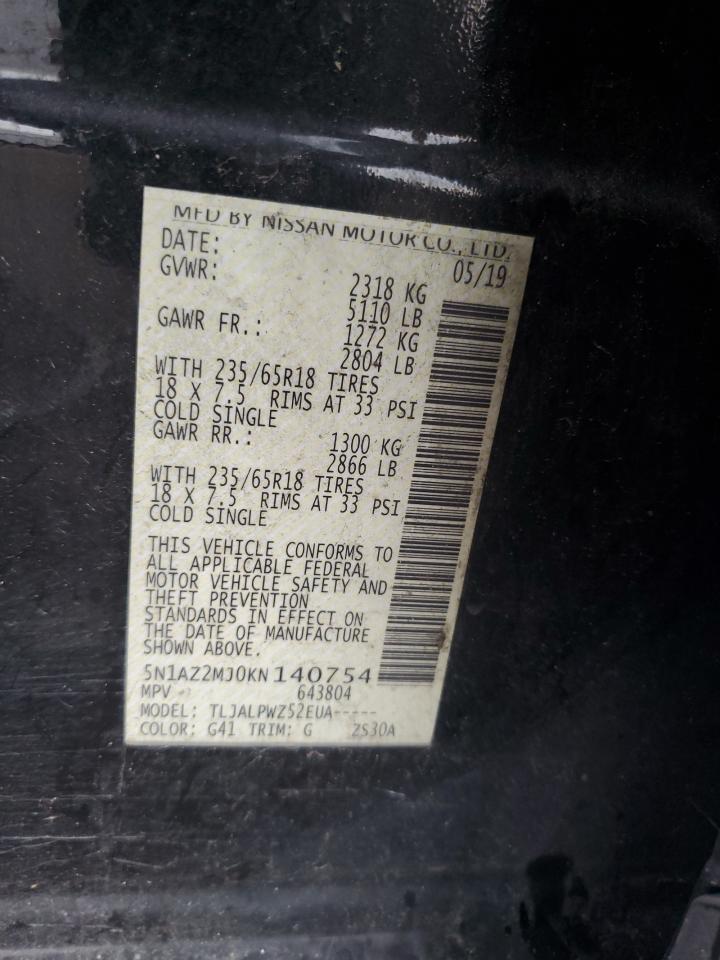 MFD BY NISSAN MOTOR CO., LTD.
DATE: 05/19
GVWR: 2318 KG
5110 LB
GAWR FR.: 1272 KG
2804 LB
WITH 235/65R18 TIRES
18 X 7.5 RIMS AT 33 PSI
COLD SINGLE
GAWR RR.: 1300 KG
2866 LB
WITH 235/65R18 TIRES
18 X 7.5 RIMS AT 33 PSI
COLD SINGLE
THIS VEHICLE CONFORMS TO
ALL APPLICABLE FEDERAL
MOTOR VEHICLE SAFETY AND
THEFT PREVENTION
STANDARDS IN EFFECT ON
THE DATE OF MANUFACTURE
SHOWN ABOVE.
5N1AZ2MJ0KN140754
MPV 643804
MODEL: TLJALPWZ52EUA-----
COLOR: G41 TRIM: G ZS30A